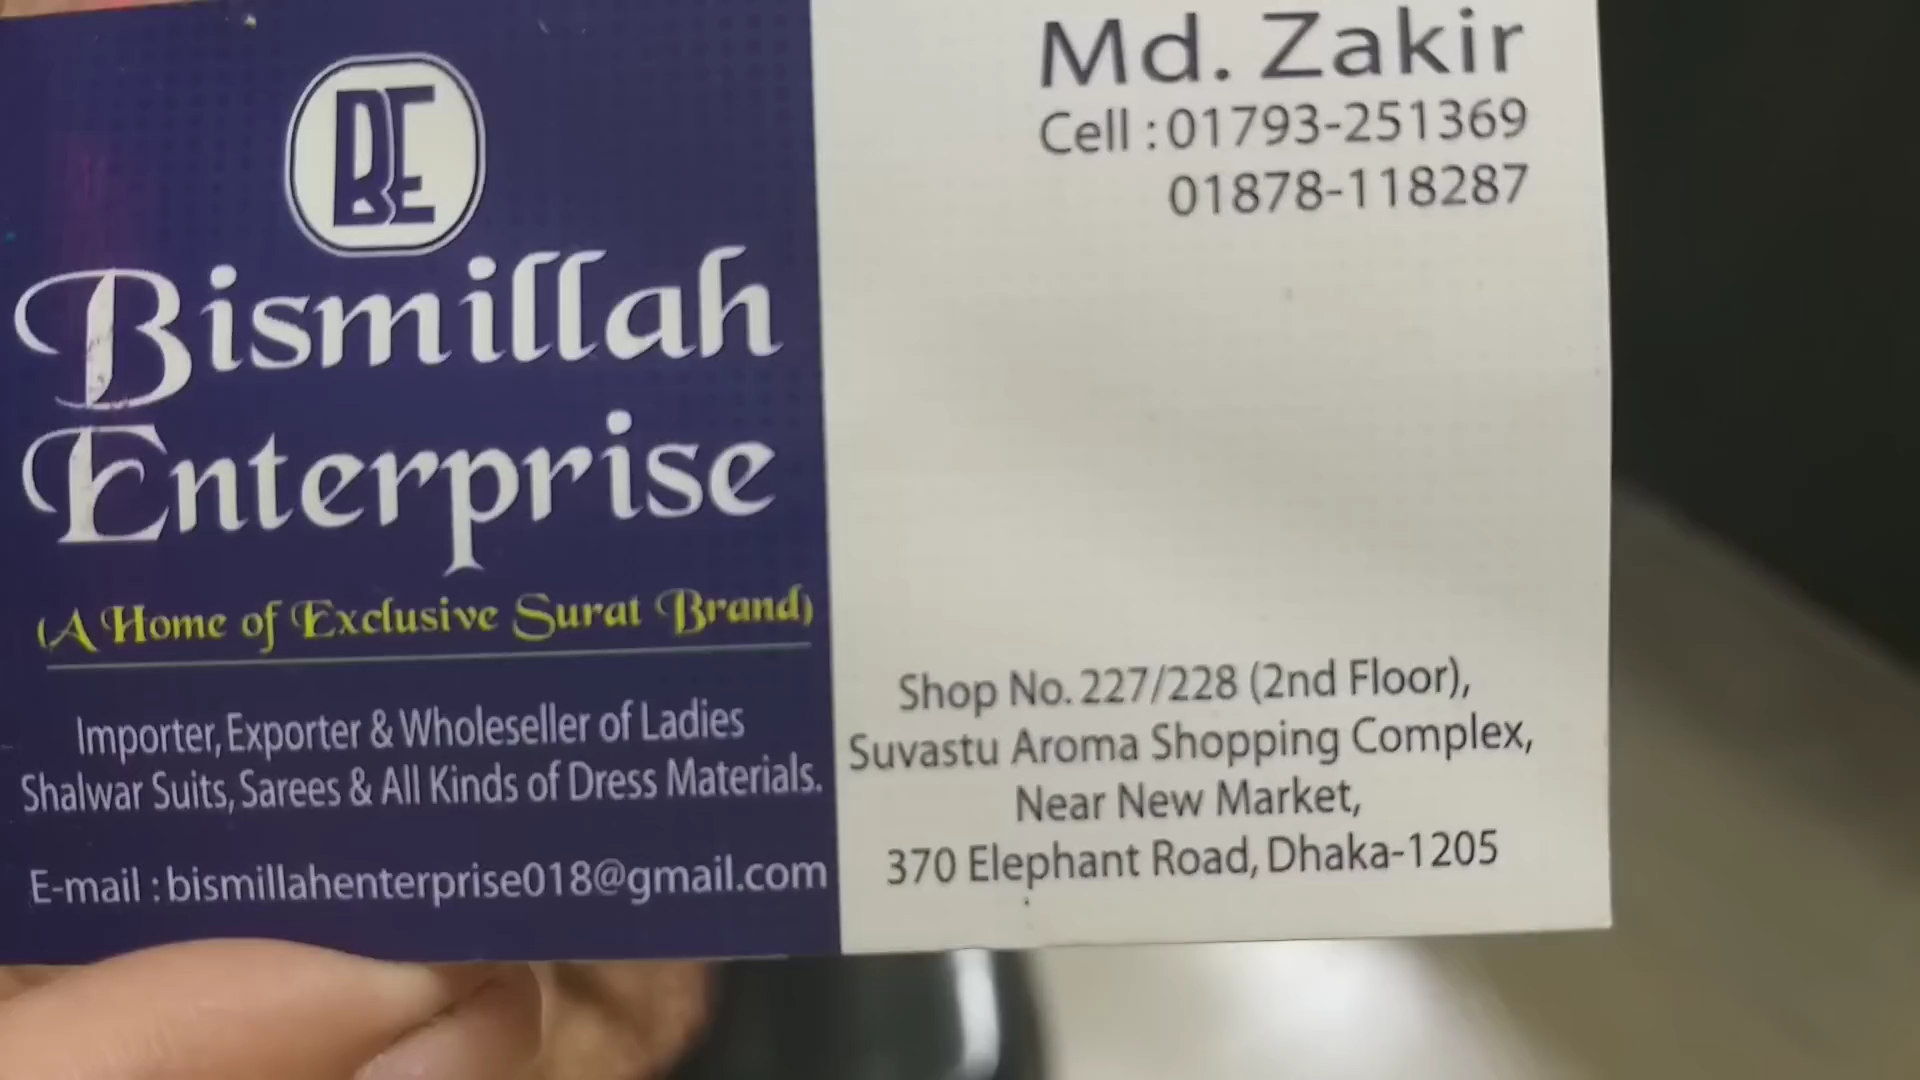 BE
Bismillah
Enterprise
(A Home of Exclusive Surat Brand)
Importer, Exporter & Wholeseller of Ladies
Shalwar Suits, Sarees & All Kinds of Dress Materials.
E-mail : bismillahenterprise018@gmail.com
Md. Zakir
Cell : 01793-251369
01878-118287
Shop No. 227/228 (2nd Floor),
Suvastu Aroma Shopping Complex,
Near New Market,
370 Elephant Road, Dhaka-1205